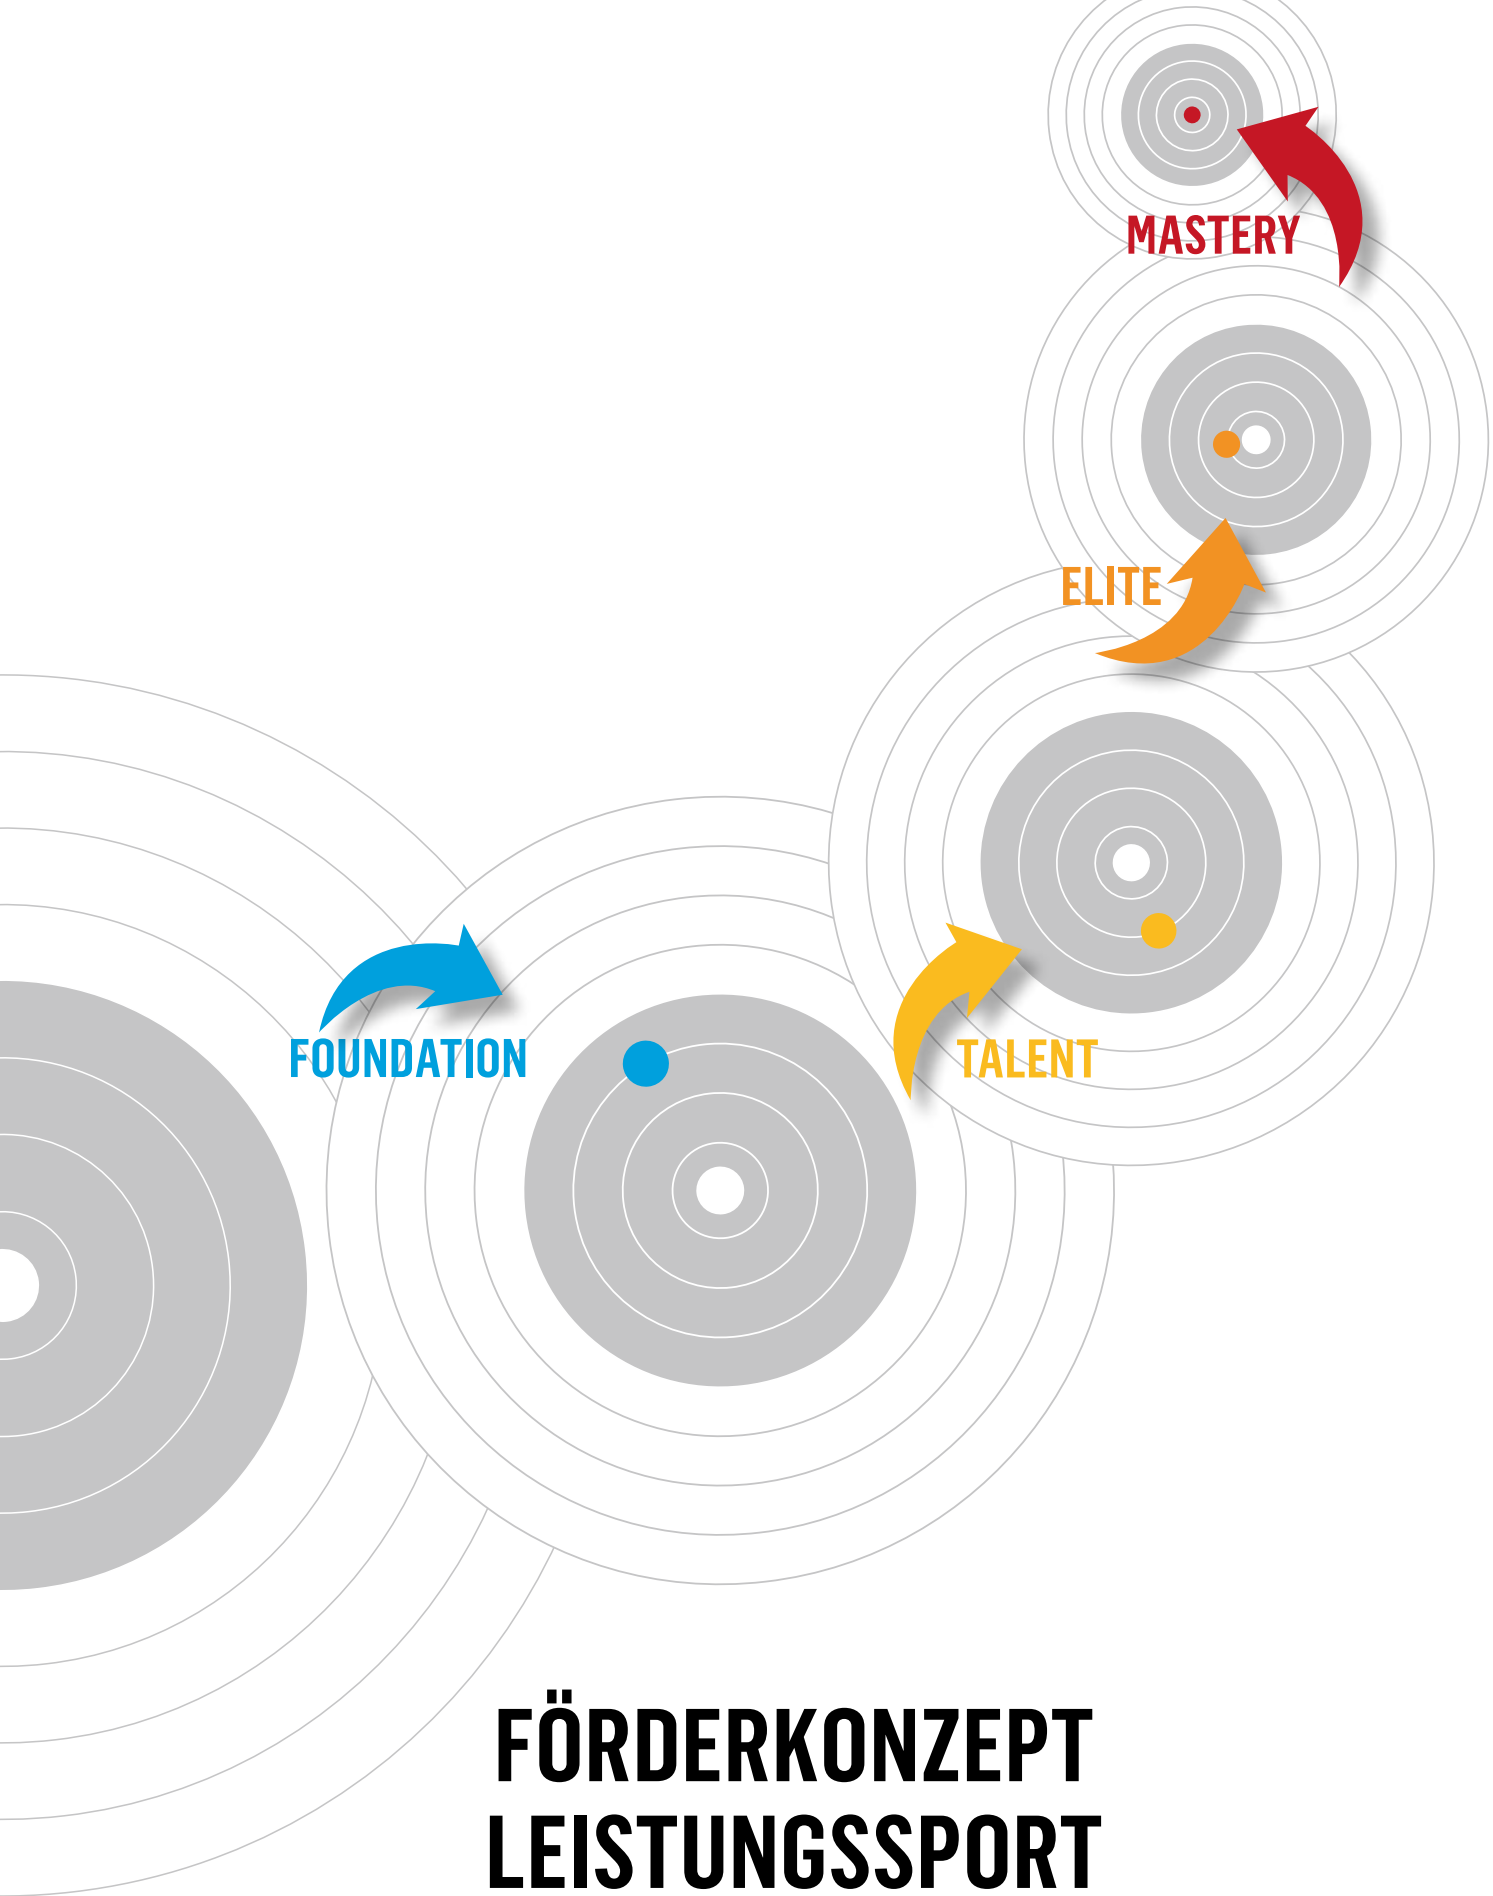 MASTERY
ELITE
FOUNDATION
TALENT
FÖRDERKONZEPT
LEISTUNGSSPORT